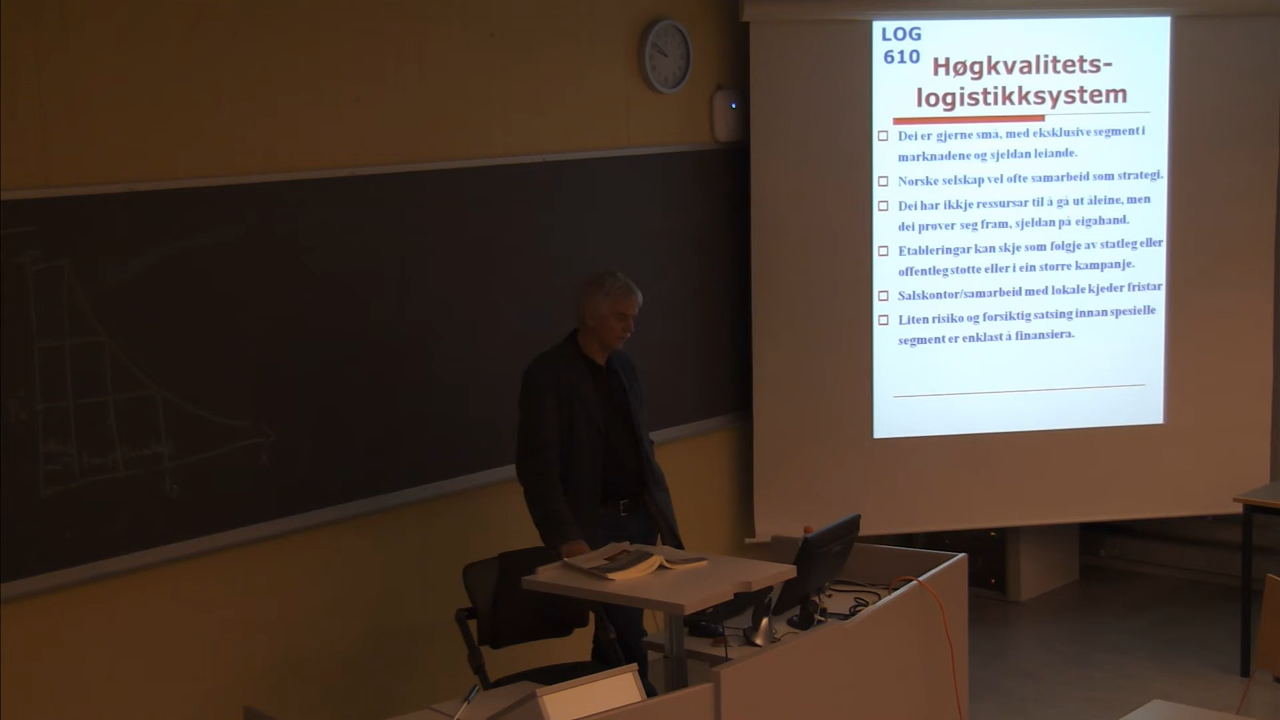 LOG
610
Høgkvalitets-
logistikksystem
Dei er gjerne små, med eksklusive segment i
marknadene og sjeldan leiande.
Norske selskap vel ofte samarbeid som strategi.
Dei har ikkje ressursar til å gå ut åleine, men
dei prøver seg fram, sjeldan på eigahand.
Etableringar kan skje som følgje av statleg eller
offentleg støtte eller i ein større kampanje.
Salskontor/samarbeid med lokale kjeder fristar
Liten risiko og forsiktig satsing innan spesielle
segment er enklast å finansiera.